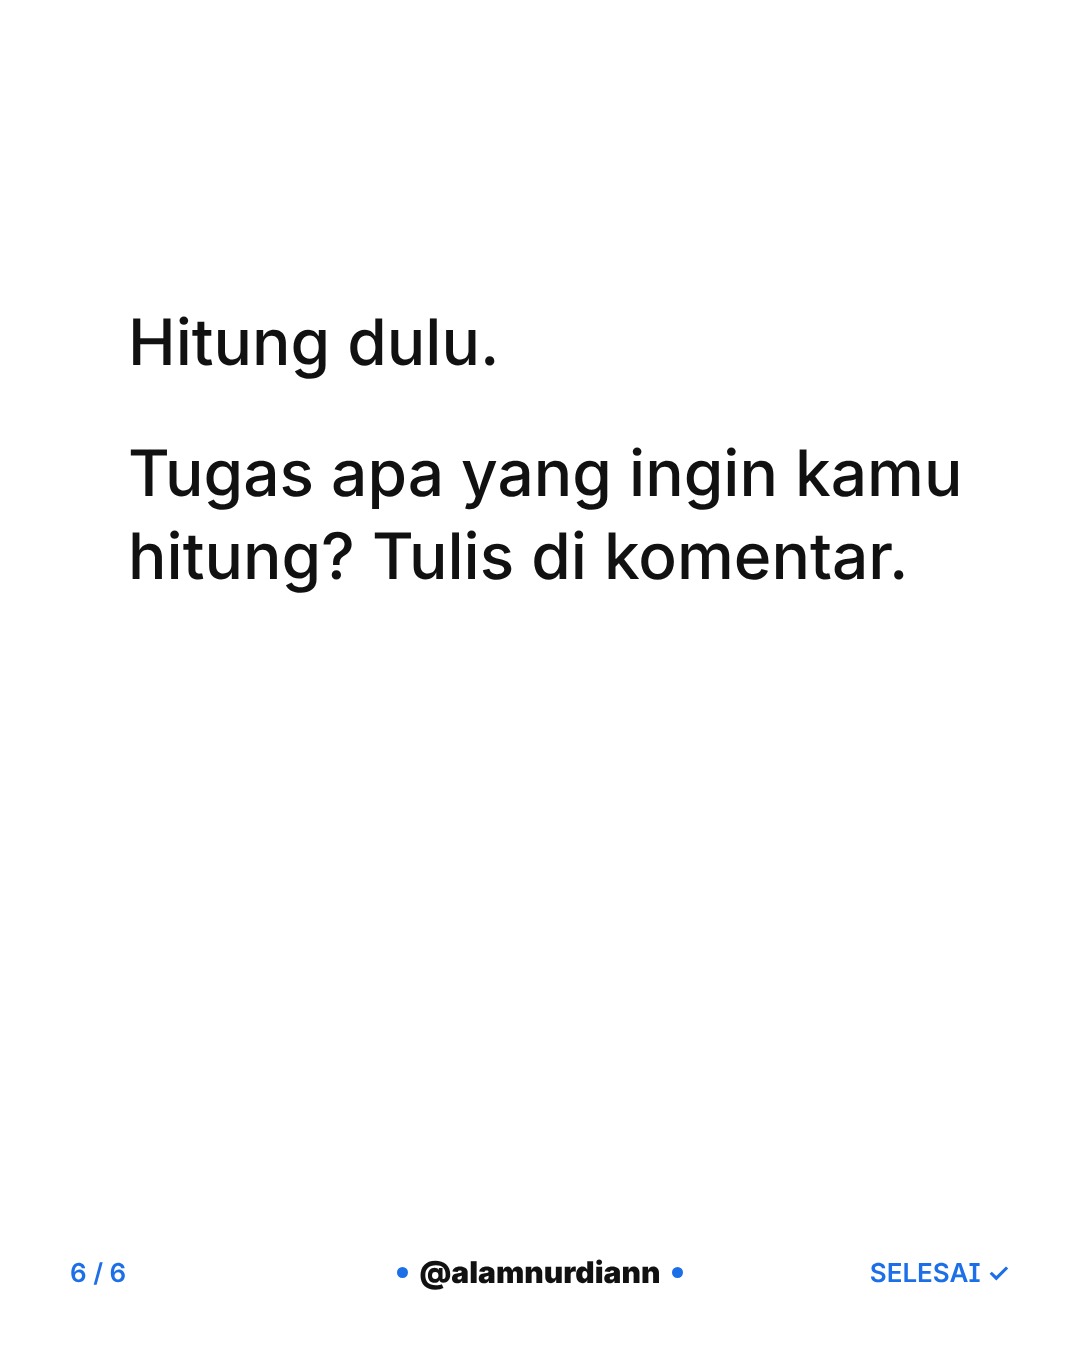 Hitung dulu.
Tugas apa yang ingin kamu
hitung? Tulis di komentar.
6 / 6
• @alamnurdiann •
SELESAI ✓